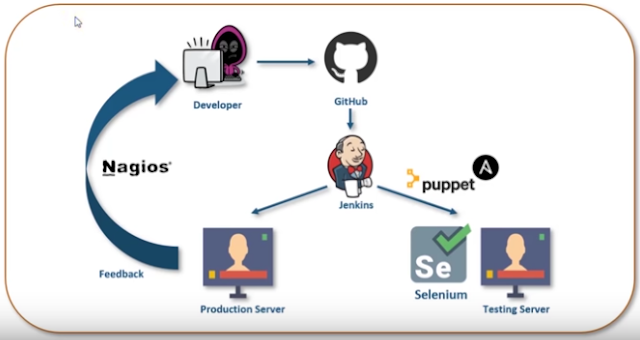 Developer
GitHub
Nagios®
Jenkins
puppet
A
Feedback
Production Server
Se
Selenium
Testing Server